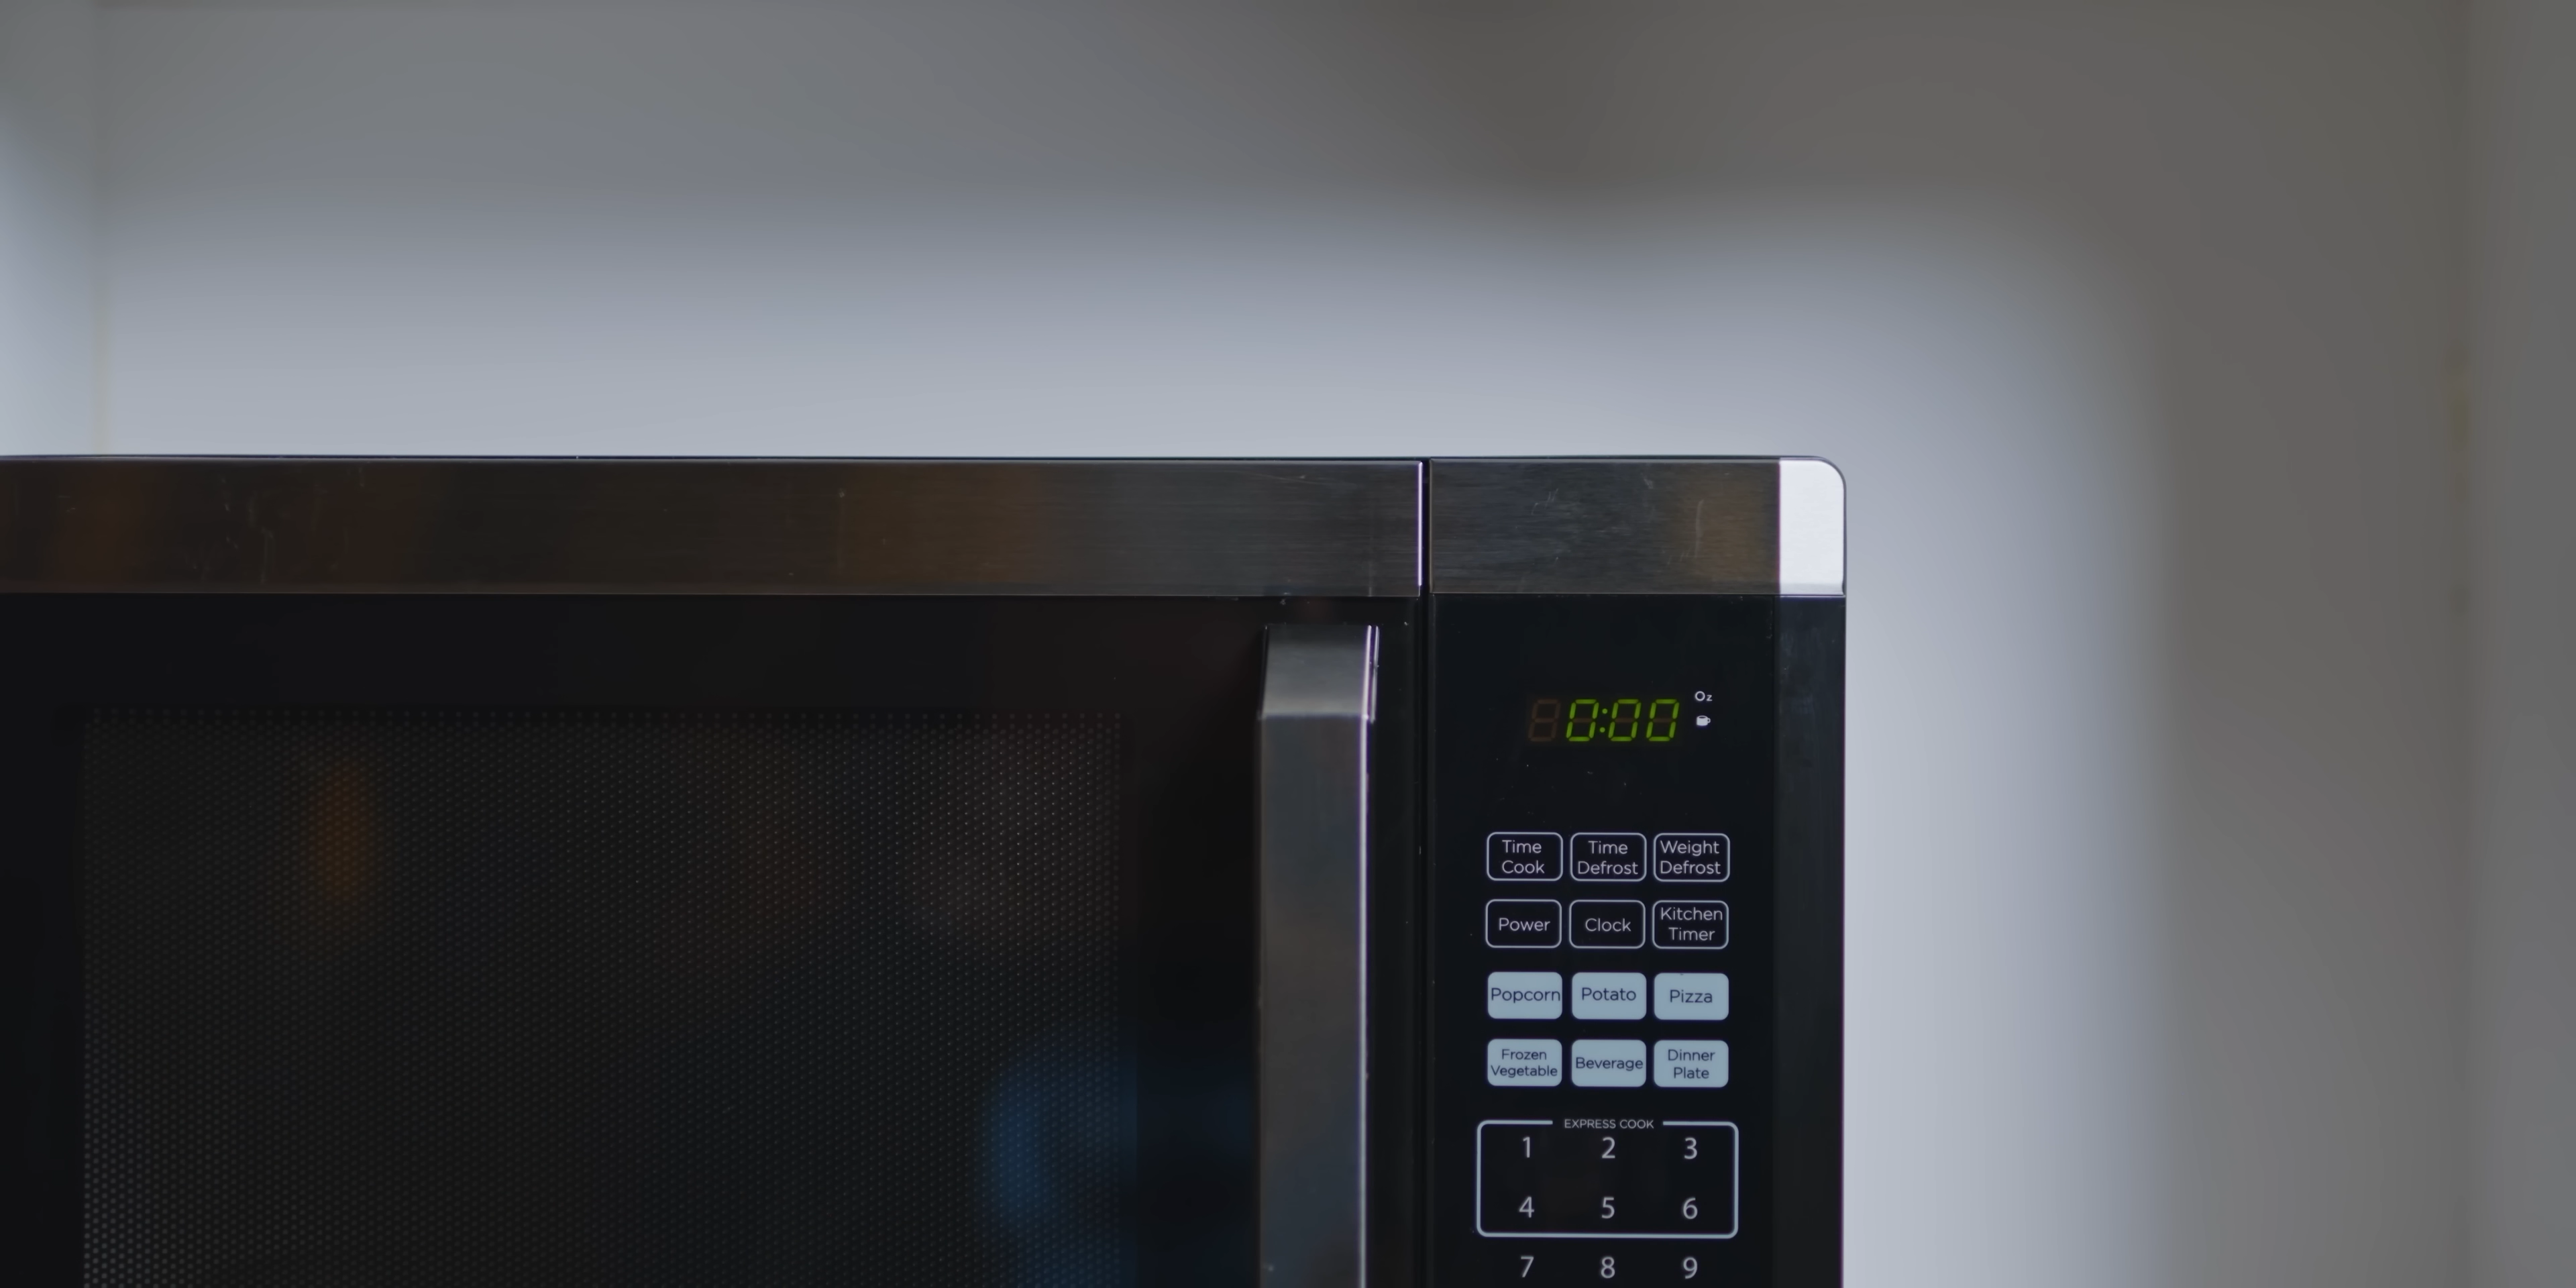 0:00
Oz
Time Cook
Time Defrost
Weight Defrost
Power
Clock
Kitchen Timer
Popcorn
Potato
Pizza
Frozen Vegetable
Beverage
Dinner Plate
EXPRESS COOK
1 2 3
4 5 6
7 8 9